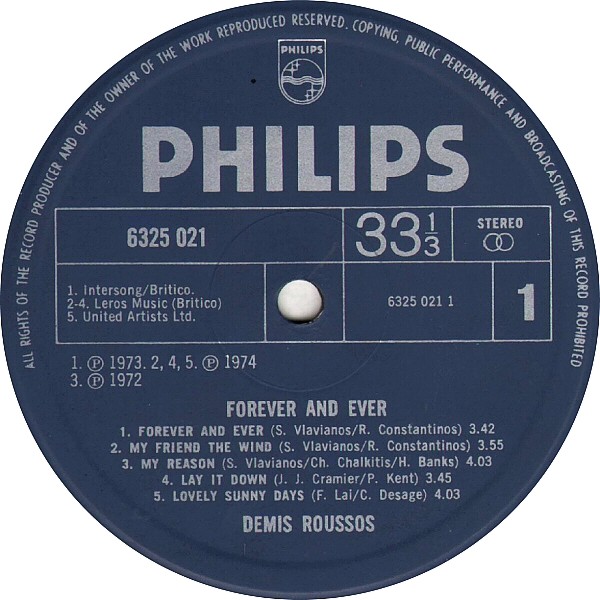 ALL RIGHTS OF THE RECORD PRODUCER AND OF THE OWNER OF THE WORK REPRODUCED RESERVED. COPYING, PUBLIC PERFORMANCE AND BROADCASTING OF THIS RECORD PROHIBITED
PHILIPS
PHILIPS
6325 021
33 1/3
STEREO
1. Intersong/Britico.
2-4. Leros Music (Britico)
5. United Artists Ltd.
6325 021 1
1
1. Ⓟ 1973. 2, 4, 5. Ⓟ 1974
3. Ⓟ 1972
FOREVER AND EVER
1. FOREVER AND EVER (S. Vlavianos/R. Constantinos) 3.42
2. MY FRIEND THE WIND (S. Vlavianos/R. Constantinos) 3.55
3. MY REASON (S. Vlavianos/Ch. Chalkitis/H. Banks) 4.03
4. LAY IT DOWN (J. J. Cramier/P. Kent) 3.45
5. LOVELY SUNNY DAYS (F. Lai/C. Desage) 4.03
DEMIS ROUSSOS